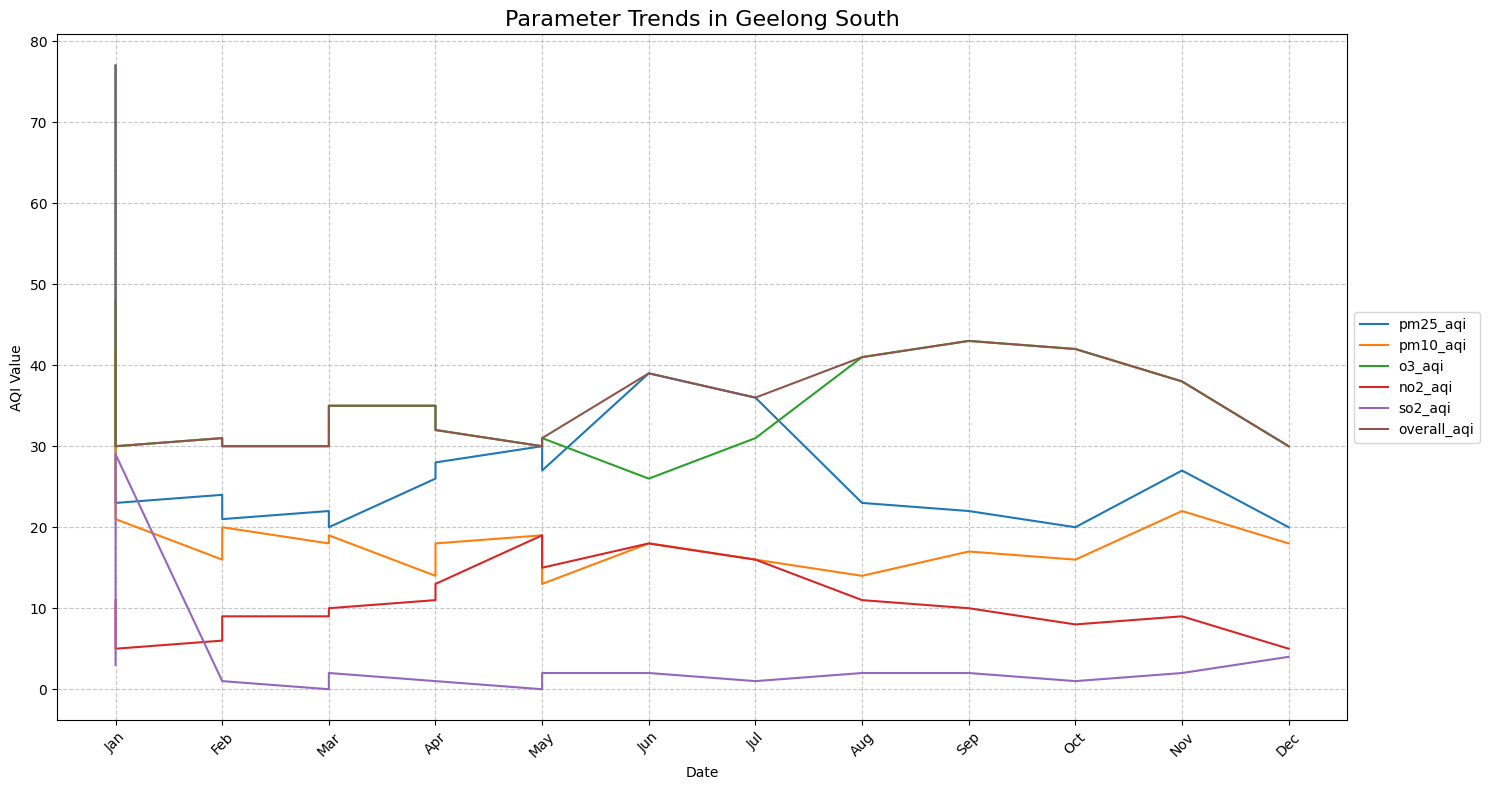 Parameter Trends in Geelong South
AQI Value
80
70
60
50
40
30
20
10
0
Jan
Feb
Mar
Apr
May
Jun
Jul
Aug
Sep
Oct
Nov
Dec
Date
pm25_aqi
pm10_aqi
o3_aqi
no2_aqi
so2_aqi
overall_aqi